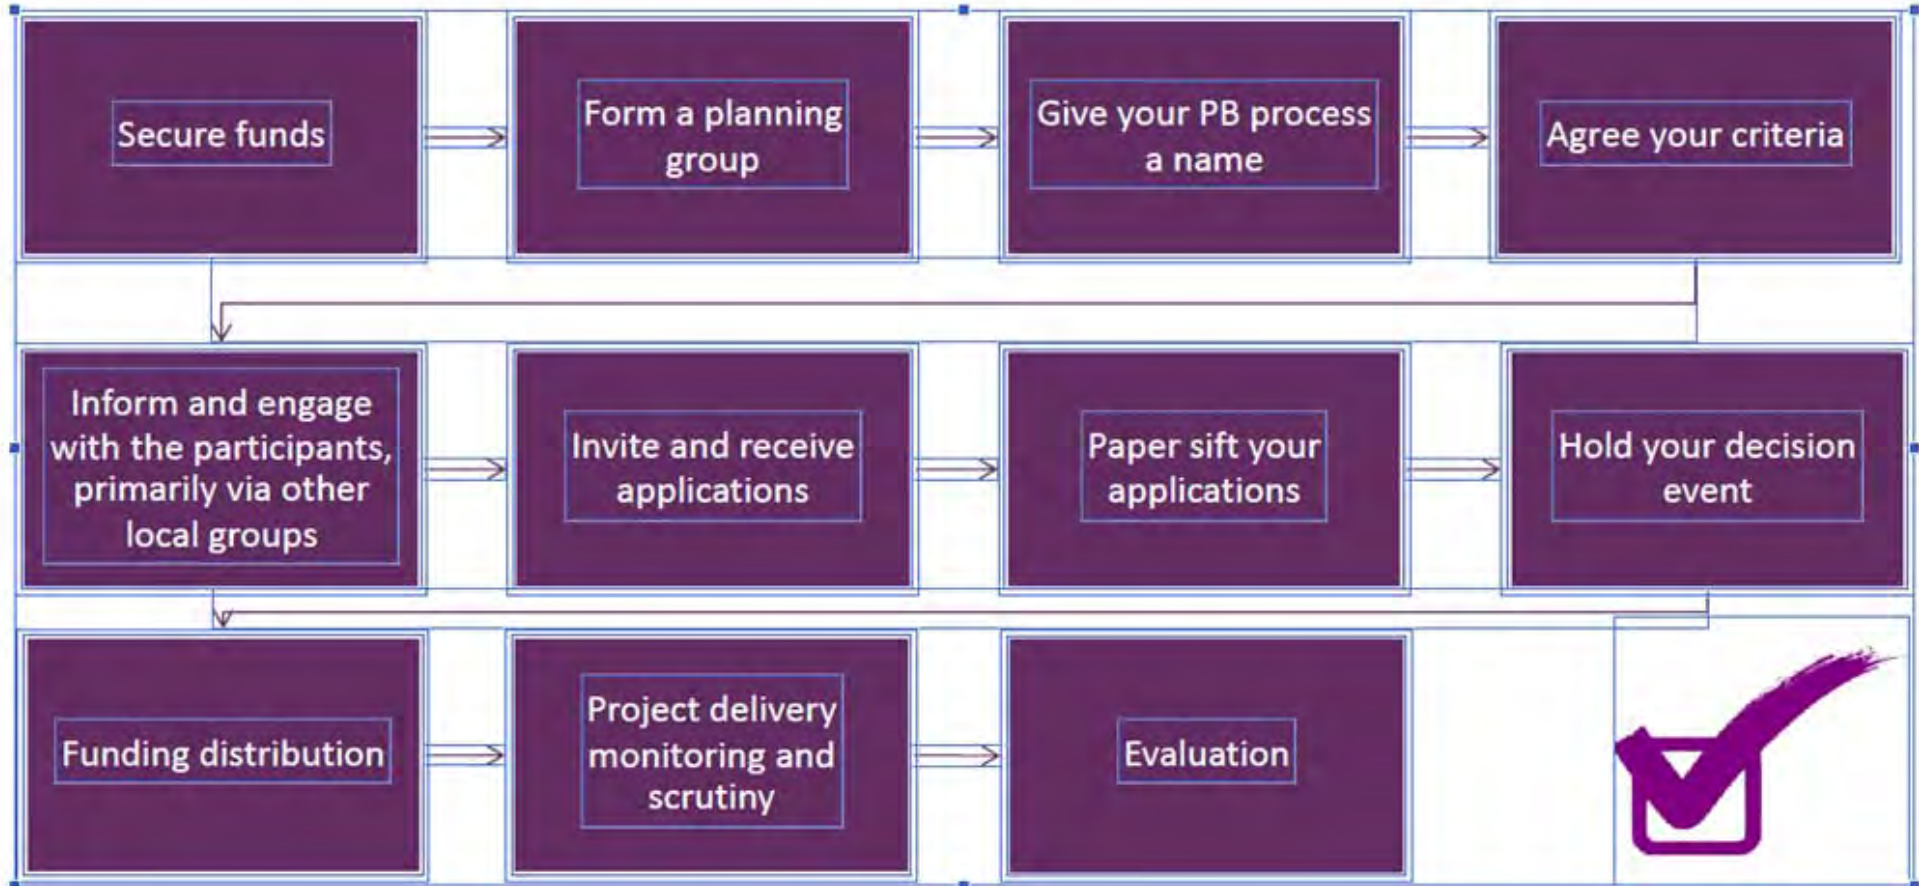 Secure funds
Form a planning
group
Give your PB process
a name
Agree your criteria
Inform and engage
with the participants,
primarily via other
local groups
Invite and receive
applications
Paper sift your
applications
Hold your decision
event
Funding distribution
Project delivery
monitoring and
scrutiny
Evaluation